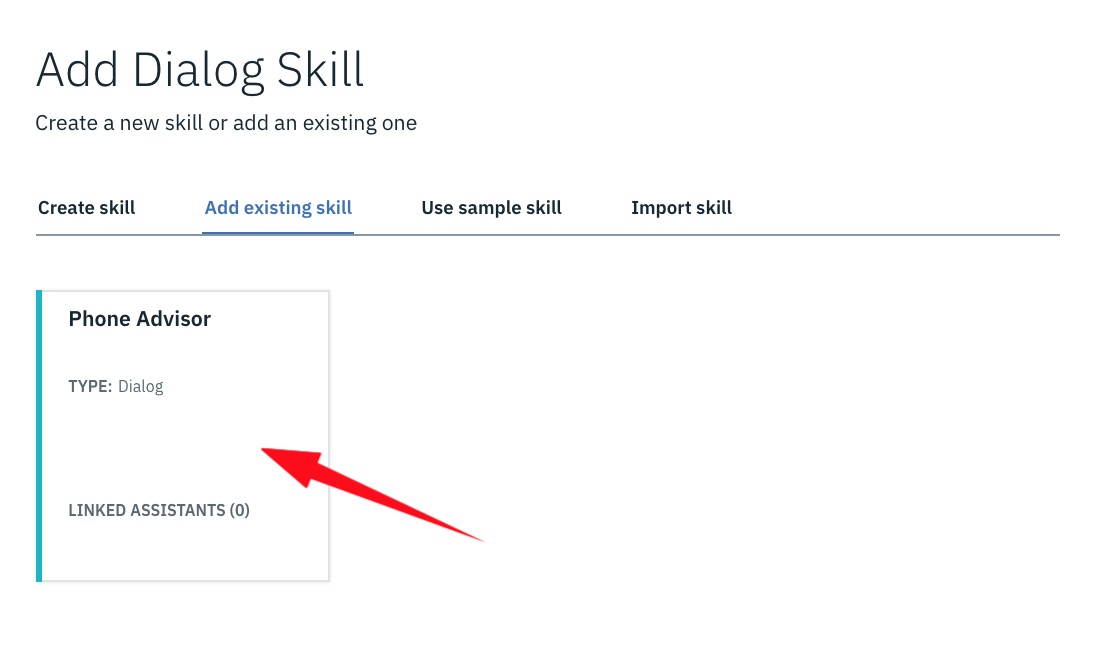 Add Dialog Skill
Create a new skill or add an existing one
Create skill Add existing skill Use sample skill Import skill
Phone Advisor
TYPE: Dialog
LINKED ASSISTANTS (0)